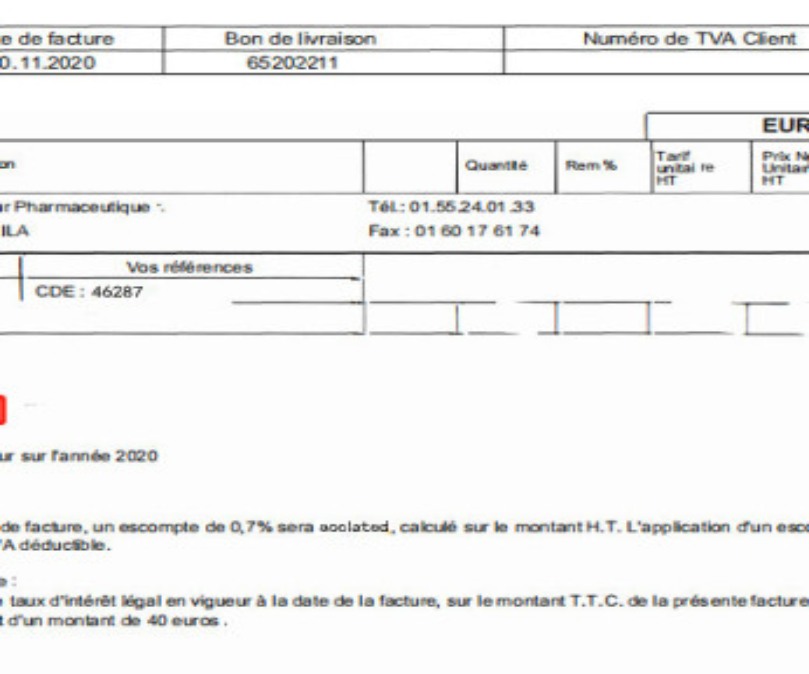 e de facture Bon de livraison Numéro de TVA Client
0.11.2020 65202211
EUR
on Quantité Rem % Tarif unitai re HT Prix N Unitair HT
r Pharmaceutique -. Tél.: 01.55.24.01.33
ILA Fax : 01 60 17 61 74
Vos références
CDE : 46287
ur sur l'année 2020
de facture, un escompte de 0,7% sera acclated, calculé sur le montant H.T. L'application d'un esco
'A déductible.
e :
e taux d'intérêt légal en vigueur à la date de la facture, sur le montant T.T.C. de la présente facture
t d'un montant de 40 euros .